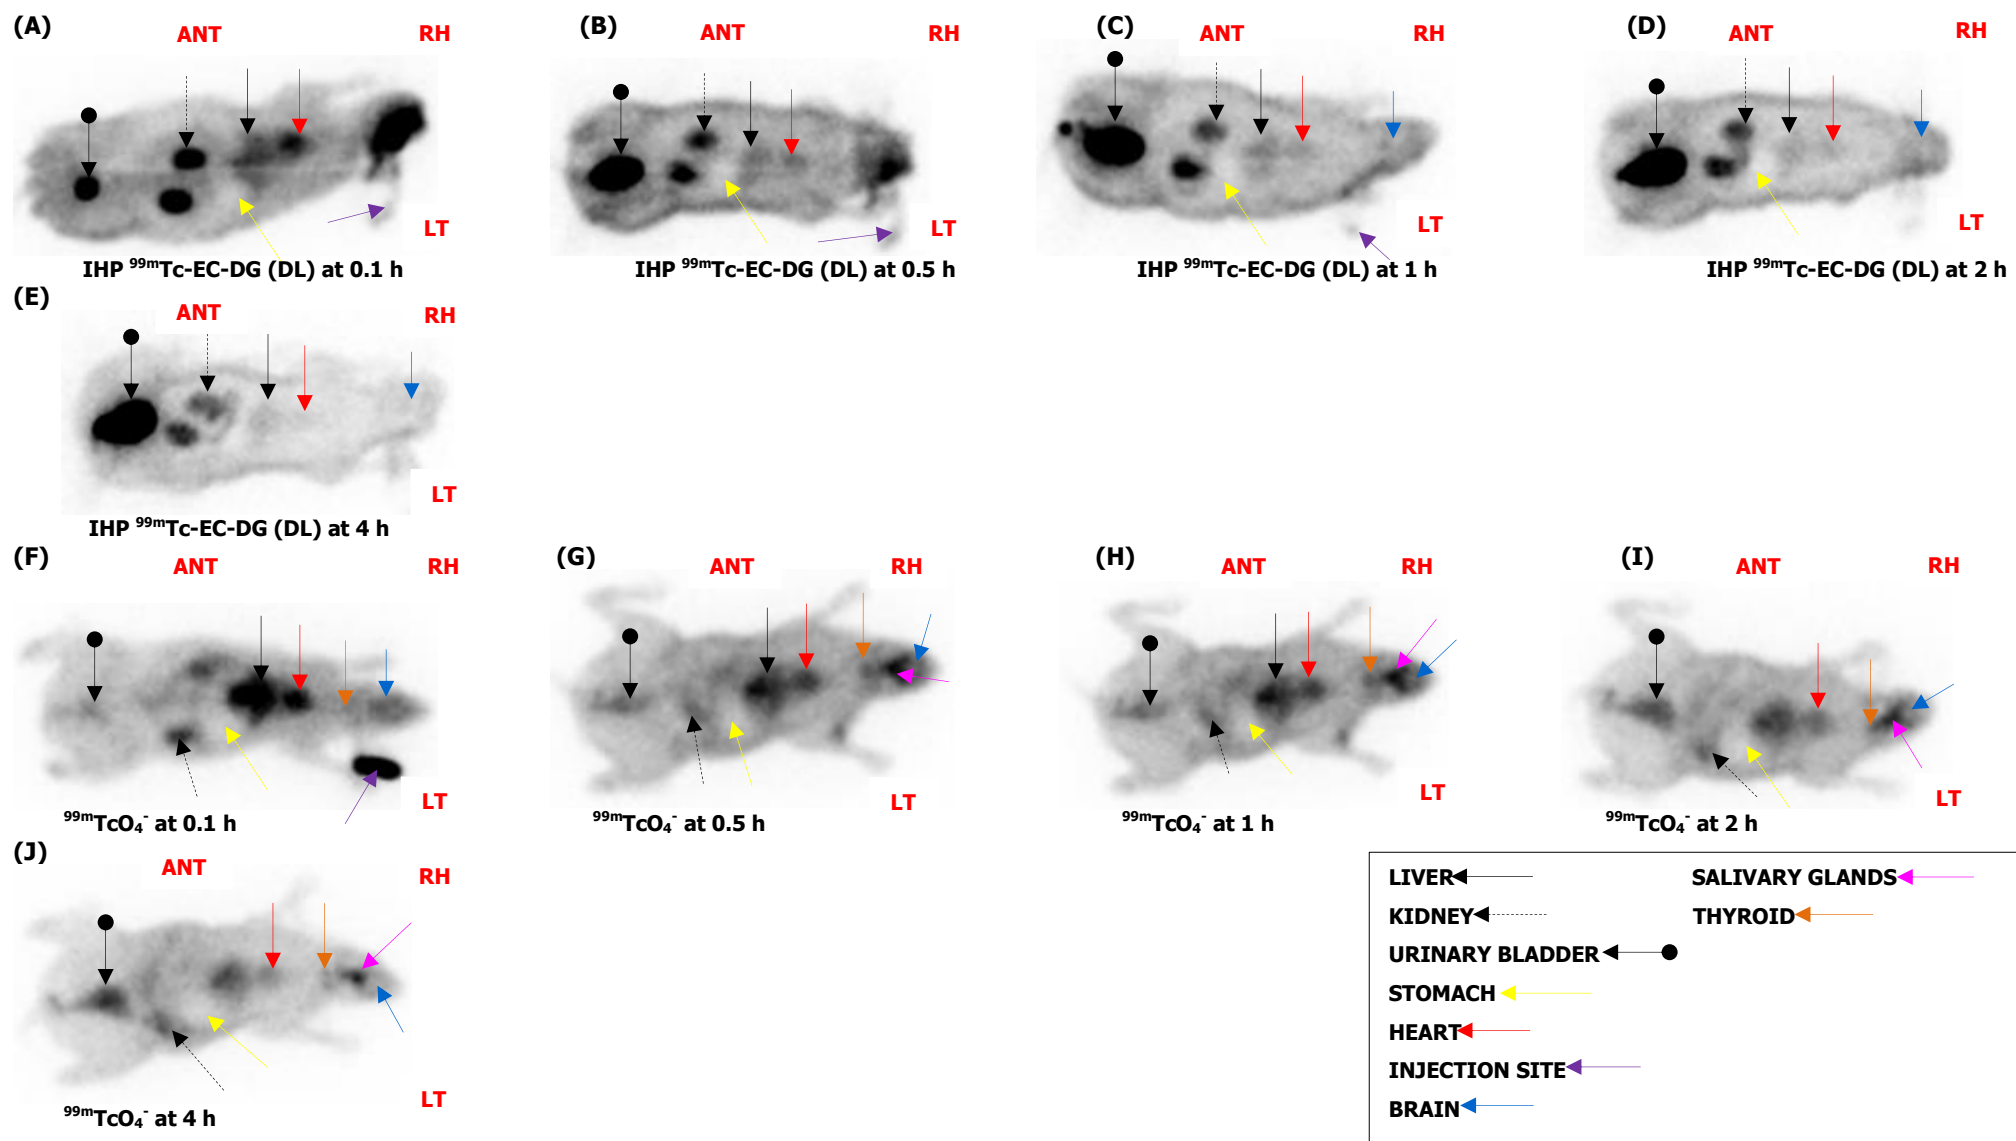 (A)
ANT
RH
LT
IHP ⁹⁹ᵐTc-EC-DG (DL) at 0.1 h
(B)
ANT
RH
LT
IHP ⁹⁹ᵐTc-EC-DG (DL) at 0.5 h
(C)
ANT
RH
LT
IHP ⁹⁹ᵐTc-EC-DG (DL) at 1 h
(D)
ANT
RH
LT
IHP ⁹⁹ᵐTc-EC-DG (DL) at 2 h
(E)
ANT
RH
LT
IHP ⁹⁹ᵐTc-EC-DG (DL) at 4 h
(F)
ANT
RH
LT
⁹⁹ᵐTcO₄⁻ at 0.1 h
(G)
ANT
RH
LT
⁹⁹ᵐTcO₄⁻ at 0.5 h
(H)
ANT
RH
LT
⁹⁹ᵐTcO₄⁻ at 1 h
(I)
ANT
RH
LT
⁹⁹ᵐTcO₄⁻ at 2 h
(J)
ANT
RH
LT
⁹⁹ᵐTcO₄⁻ at 4 h
LIVER
KIDNEY
URINARY BLADDER
STOMACH
HEART
INJECTION SITE
BRAIN
SALIVARY GLANDS
THYROID